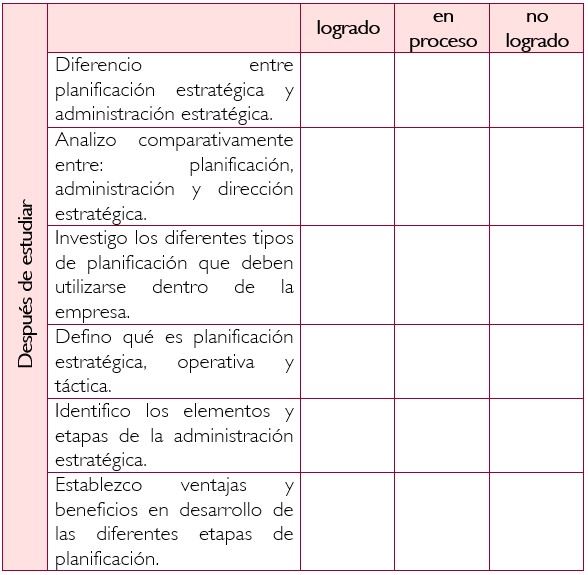 logrado
en
proceso
no
logrado
Después de estudiar
Diferencio entre
planificación estratégica y
administración estratégica.
Analizo comparativamente
entre: planificación,
administración y dirección
estratégica.
Investigo los diferentes tipos
de planificación que deben
utilizarse dentro de la
empresa.
Defino qué es planificación
estratégica, operativa y
táctica.
Identifico los elementos y
etapas de la administración
estratégica.
Establezco ventajas y
beneficios en desarrollo de
las diferentes etapas de
planificación.